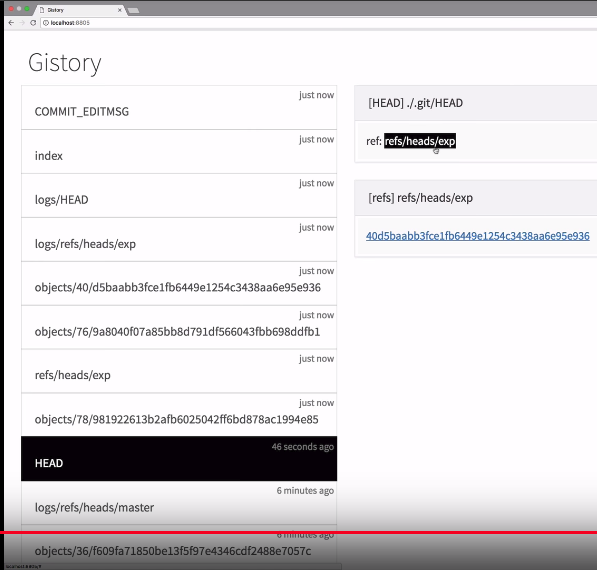 Gistory
localhost:8805
Gistory
just now
COMMIT_EDITMSG
just now
index
just now
logs/HEAD
just now
logs/refs/heads/exp
just now
objects/40/d5baabb3fce1fb6449e1254c3438aa6e95e936
just now
objects/76/9a8040f07a85bb8d791df566043fbb698ddfb1
just now
refs/heads/exp
just now
objects/78/981922613b2afb6025042ff6bd878ac1994e85
46 seconds ago
HEAD
6 minutes ago
logs/refs/heads/master
6 minutes ago
objects/36/f609fa71850be13f5f97e4346cdf2488e7057c
[HEAD] ./.git/HEAD
ref: refs/heads/exp
[refs] refs/heads/exp
40d5baabb3fce1fb6449e1254c3438aa6e95e936